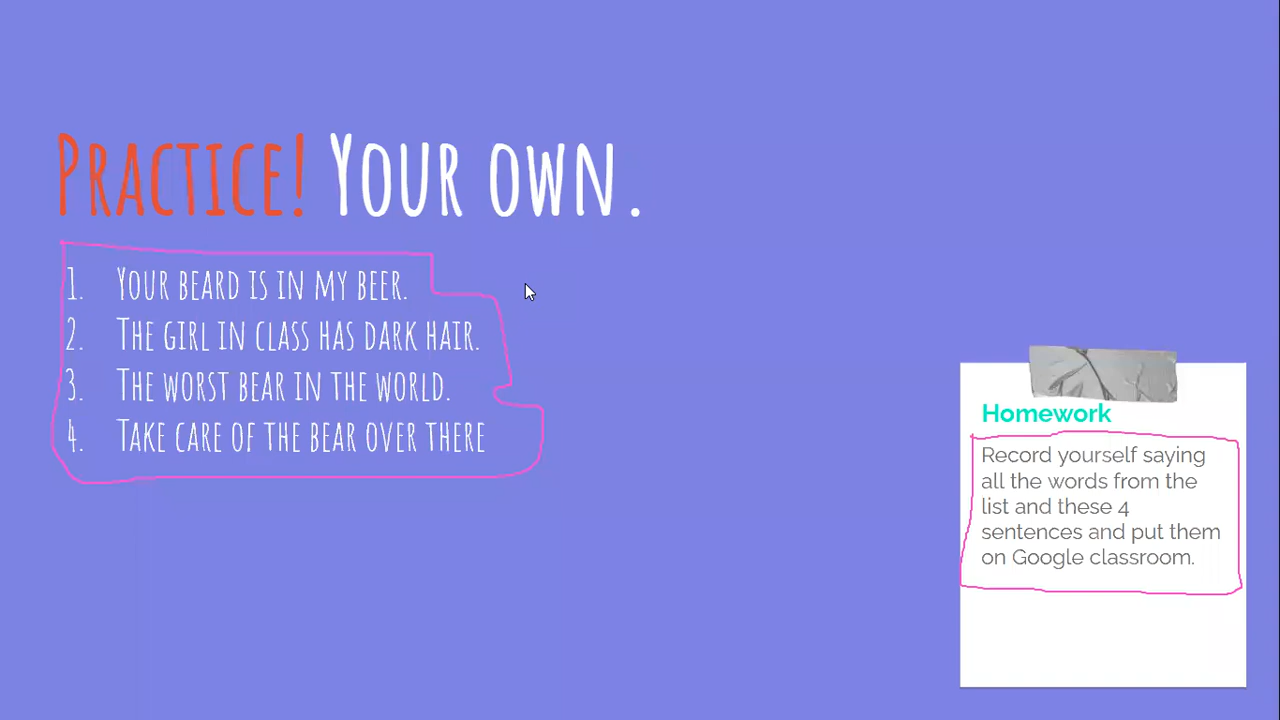 Practice! Your own.
1. Your beard is in my beer.
2. The girl in class has dark hair.
3. The worst bear in the world.
4. Take care of the bear over there
Homework
Record yourself saying
all the words from the
list and these 4
sentences and put them
on Google classroom.